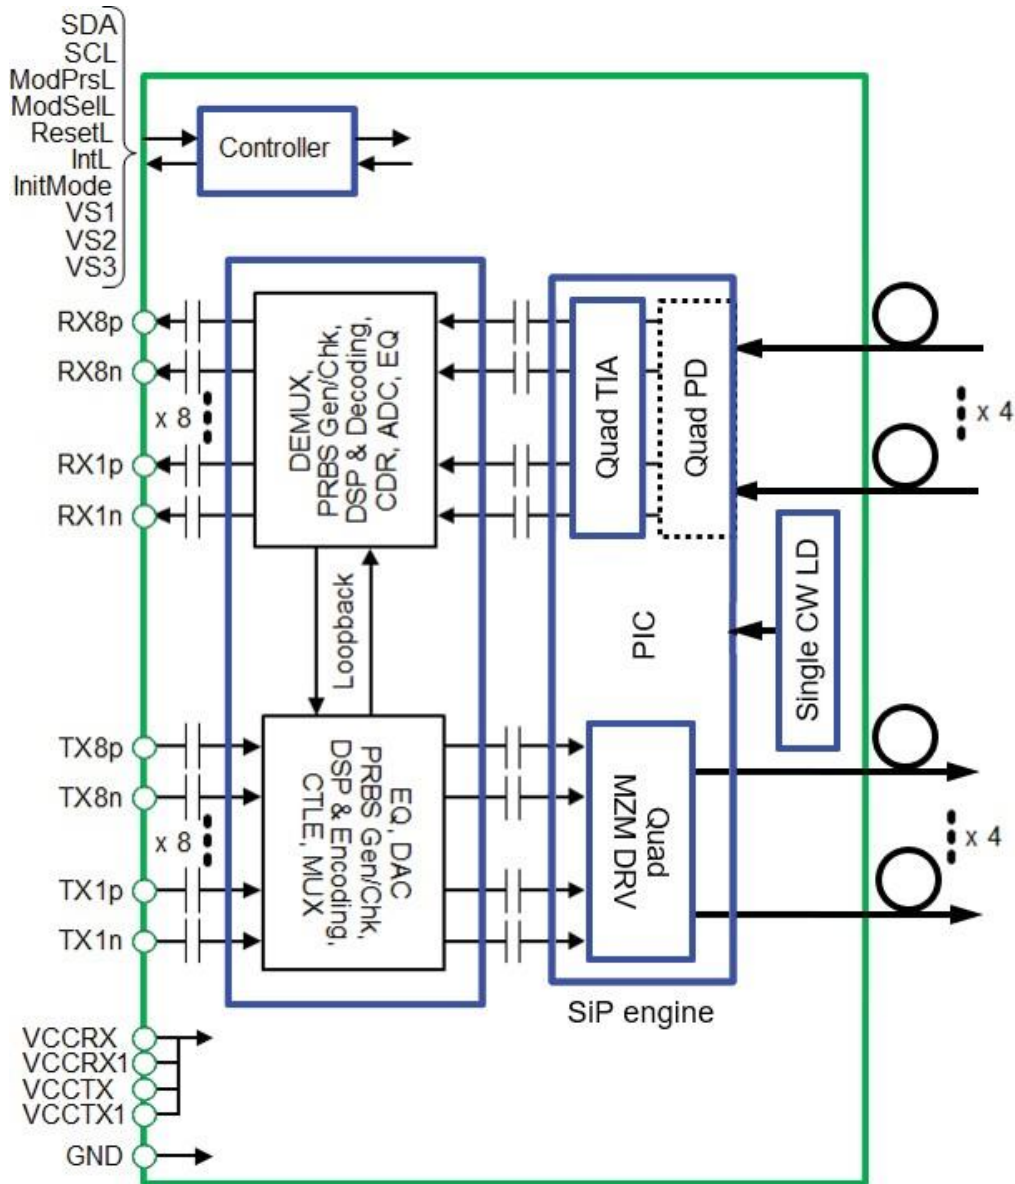 SDA
SCL
ModPrsL
ModSelL
ResetL
IntL
InitMode
VS1
VS2
VS3
Controller
RX8p
RX8n
x 8
RX1p
RX1n
DEMUX,
PRBS Gen/Chk,
DSP & Decoding,
CDR, ADC, EQ
Quad TIA
Quad PD
x 4
Loopback
PIC
Single CW LD
TX8p
TX8n
x 8
TX1p
TX1n
EQ, DAC
PRBS Gen/Chk,
DSP & Encoding,
CTLE, MUX
Quad
MZM DRV
x 4
SiP engine
VCCRX
VCCRX1
VCCTX
VCCTX1
GND